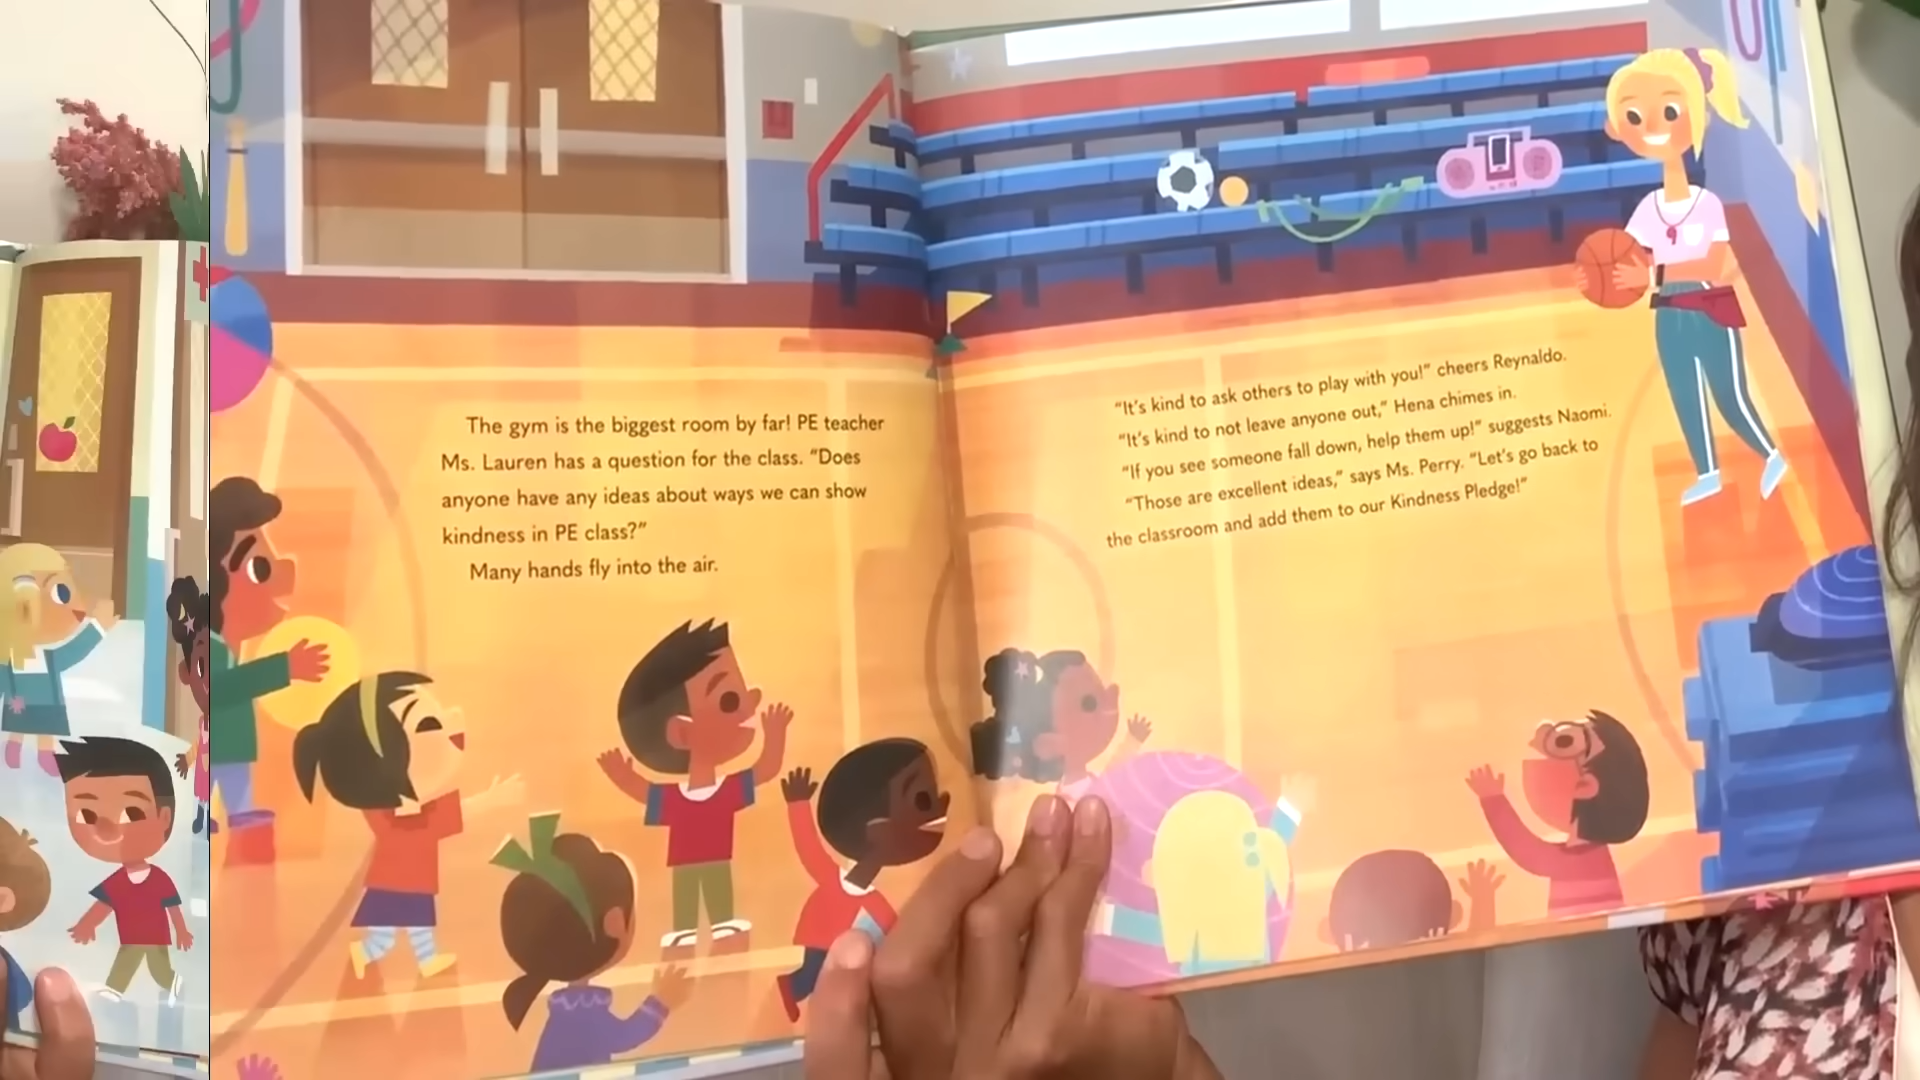 The gym is the biggest room by far! PE teacher
Ms. Lauren has a question for the class. “Does
anyone have any ideas about ways we can show
kindness in PE class?”
Many hands fly into the air.
“It’s kind to ask others to play with you!” cheers Reynaldo.
“It’s kind to not leave anyone out,” Hena chimes in.
“If you see someone fall down, help them up!” suggests Naomi.
“Those are excellent ideas,” says Ms. Perry. “Let’s go back to
the classroom and add them to our Kindness Pledge!”